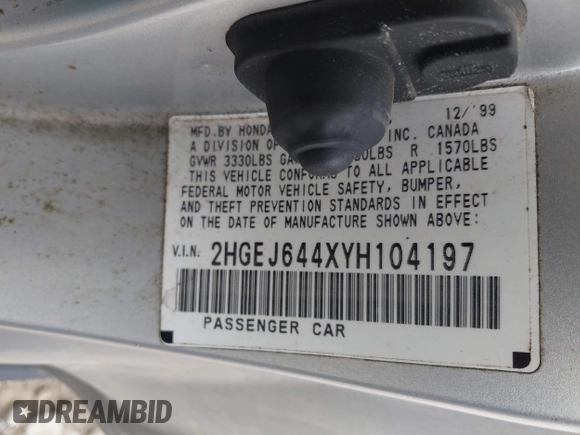 12/'99
MFD.BY HONDA INC. CANADA
A DIVISION OF
GVWR 3330LBS LBS R 1570LBS
THIS VEHICLE CONFORMS TO ALL APPLICABLE
FEDERAL MOTOR VEHICLE SAFETY, BUMPER,
AND THEFT PREVENTION STANDARDS IN EFFECT
ON THE DATE OF MANUFACTURE SHOWN ABOVE:
V.I.N. 2HGEJ644XYH104197
PASSENGER CAR
DREAMBID